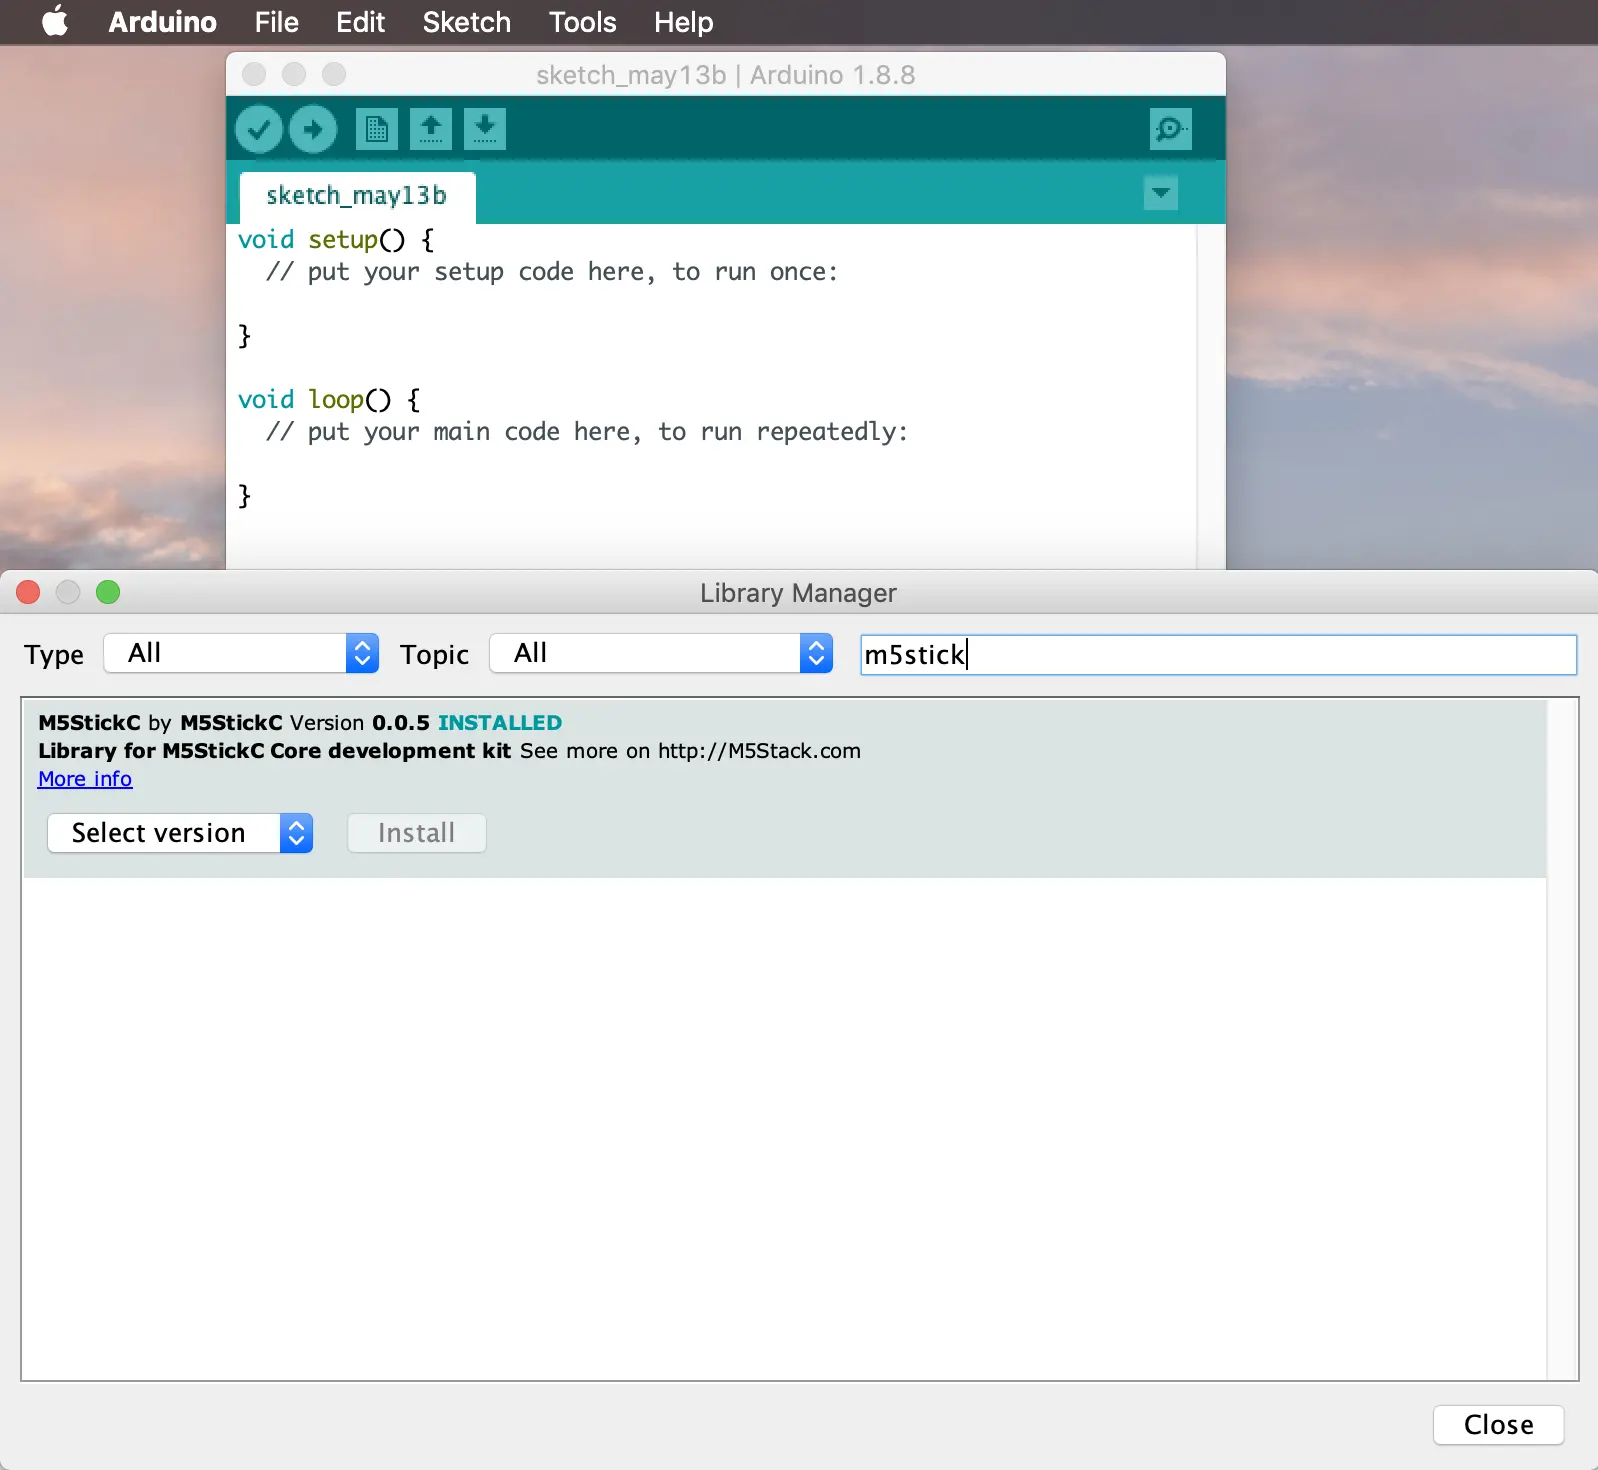 Arduino File Edit Sketch Tools Help
sketch_may13b | Arduino 1.8.8
sketch_may13b
void setup() {
  // put your setup code here, to run once:
}
void loop() {
  // put your main code here, to run repeatedly:
}
Library Manager
Type All Topic All m5stick
M5StickC by M5StickC Version 0.0.5 INSTALLED
Library for M5StickC Core development kit See more on http://M5Stack.com
More info
Select version Install
Close